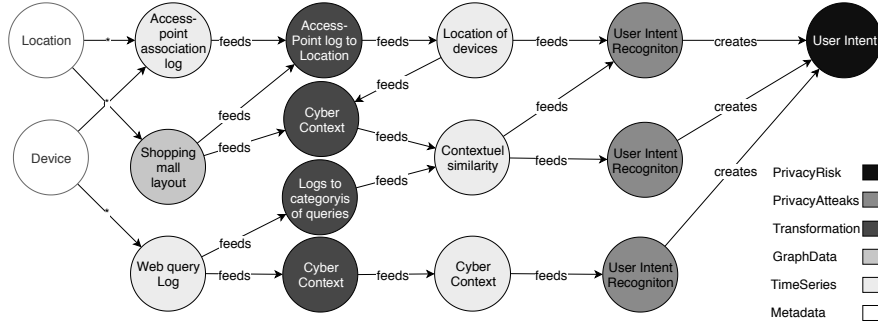 Location
*
Access-
point
association
log
feeds
Access-
Point log to
Location
feeds
Location of
devices
feeds
User Intent
Recogniton
creates
User Intent
*
feeds
feeds
feeds
creates
Device
Shopping
mall
layout
feeds
Cyber
Context
feeds
Contextuel
similarity
feeds
User Intent
Recogniton
creates
Logs to
categoryis
of queries
feeds
*
feeds
Web query
Log
feeds
Cyber
Context
feeds
Cyber
Context
feeds
User Intent
Recogniton
PrivacyRisk
PrivacyAtteaks
Transformation
GraphData
TimeSeries
Metadata